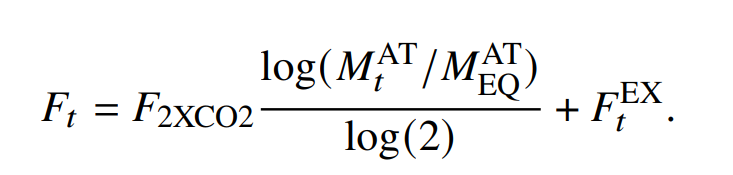 F_t = F_{2XCO2} \frac{\log(M_t^{AT}/M_{EQ}^{AT})}{\log(2)} + F_t^{EX}.